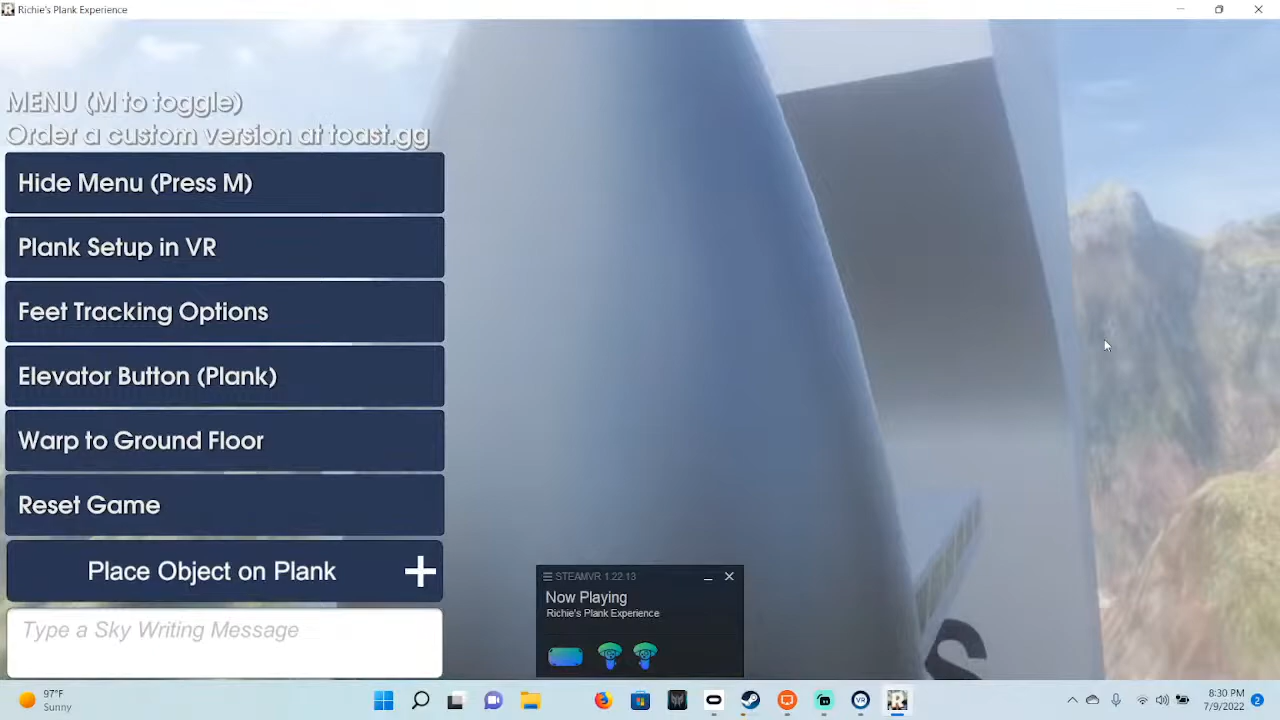 Richie's Plank Experience
MENU (M to toggle)
Order a custom version at toast.gg
Hide Menu (Press M)
Plank Setup in VR
Feet Tracking Options
Elevator Button (Plank)
Warp to Ground Floor
Reset Game
Place Object on Plank +
Type a Sky Writing Message
STEAMVR 1.22.13
Now Playing
Richie's Plank Experience
S
97°F
Sunny
VR
R
8:30 PM
7/9/2022
2